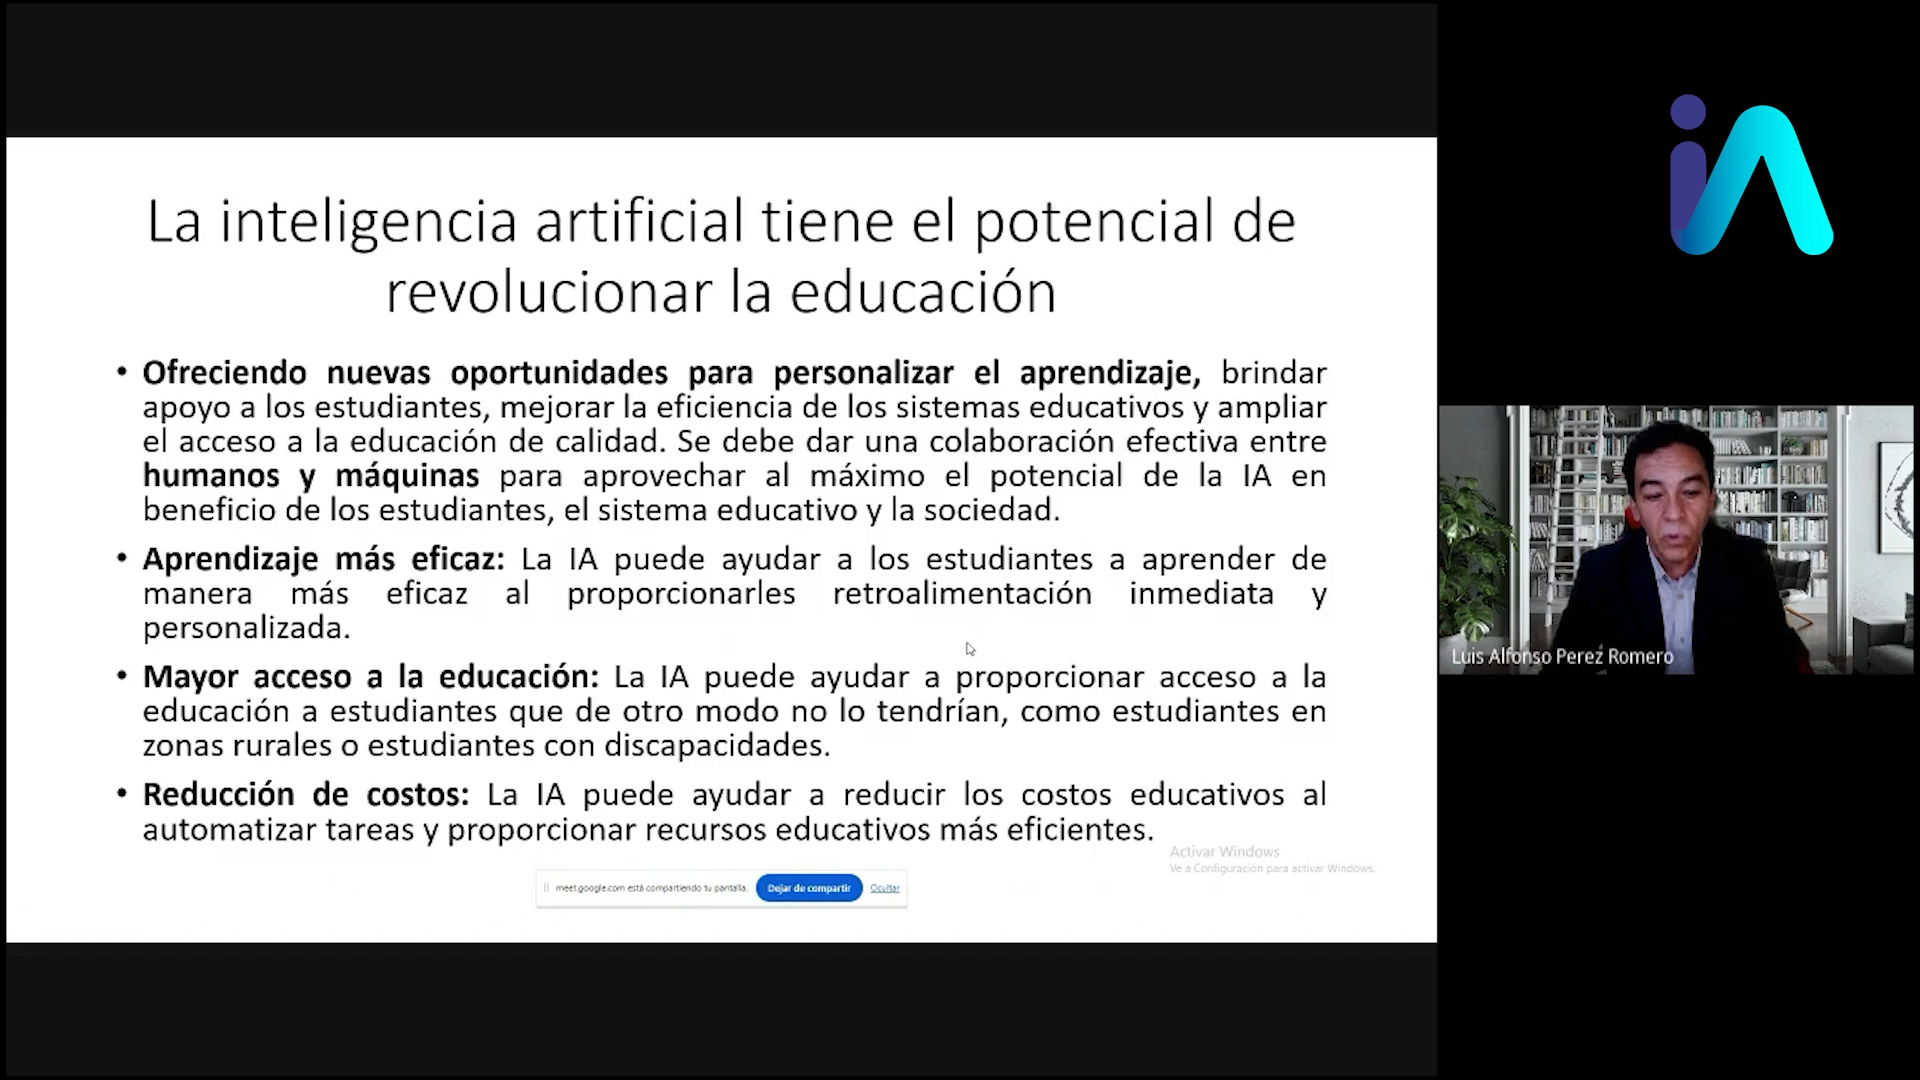 La inteligencia artificial tiene el potencial de
revolucionar la educación
• Ofreciendo nuevas oportunidades para personalizar el aprendizaje, brindar
apoyo a los estudiantes, mejorar la eficiencia de los sistemas educativos y ampliar
el acceso a la educación de calidad. Se debe dar una colaboración efectiva entre
humanos y máquinas para aprovechar al máximo el potencial de la IA en
beneficio de los estudiantes, el sistema educativo y la sociedad.
• Aprendizaje más eficaz: La IA puede ayudar a los estudiantes a aprender de
manera más eficaz al proporcionarles retroalimentación inmediata y
personalizada.
• Mayor acceso a la educación: La IA puede ayudar a proporcionar acceso a la
educación a estudiantes que de otro modo no lo tendrían, como estudiantes en
zonas rurales o estudiantes con discapacidades.
• Reducción de costos: La IA puede ayudar a reducir los costos educativos al
automatizar tareas y proporcionar recursos educativos más eficientes.
Activar Windows
Ve a Configuración para activar Windows.
meet.google.com está compartiendo tu pantalla.
Dejar de compartir
Ocultar
iA
Luis Alfonso Perez Romero